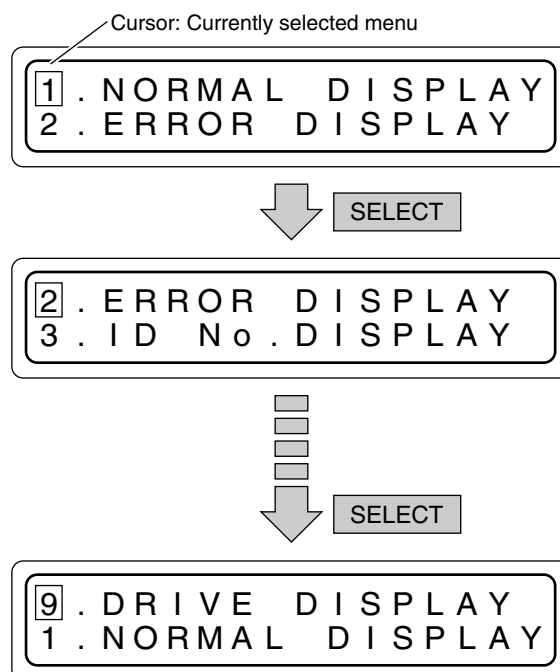 Cursor: Currently selected menu
1.NORMAL DISPLAY
2.ERROR DISPLAY
SELECT
2.ERROR DISPLAY
3.ID No.DISPLAY
SELECT
9.DRIVE DISPLAY
1.NORMAL DISPLAY